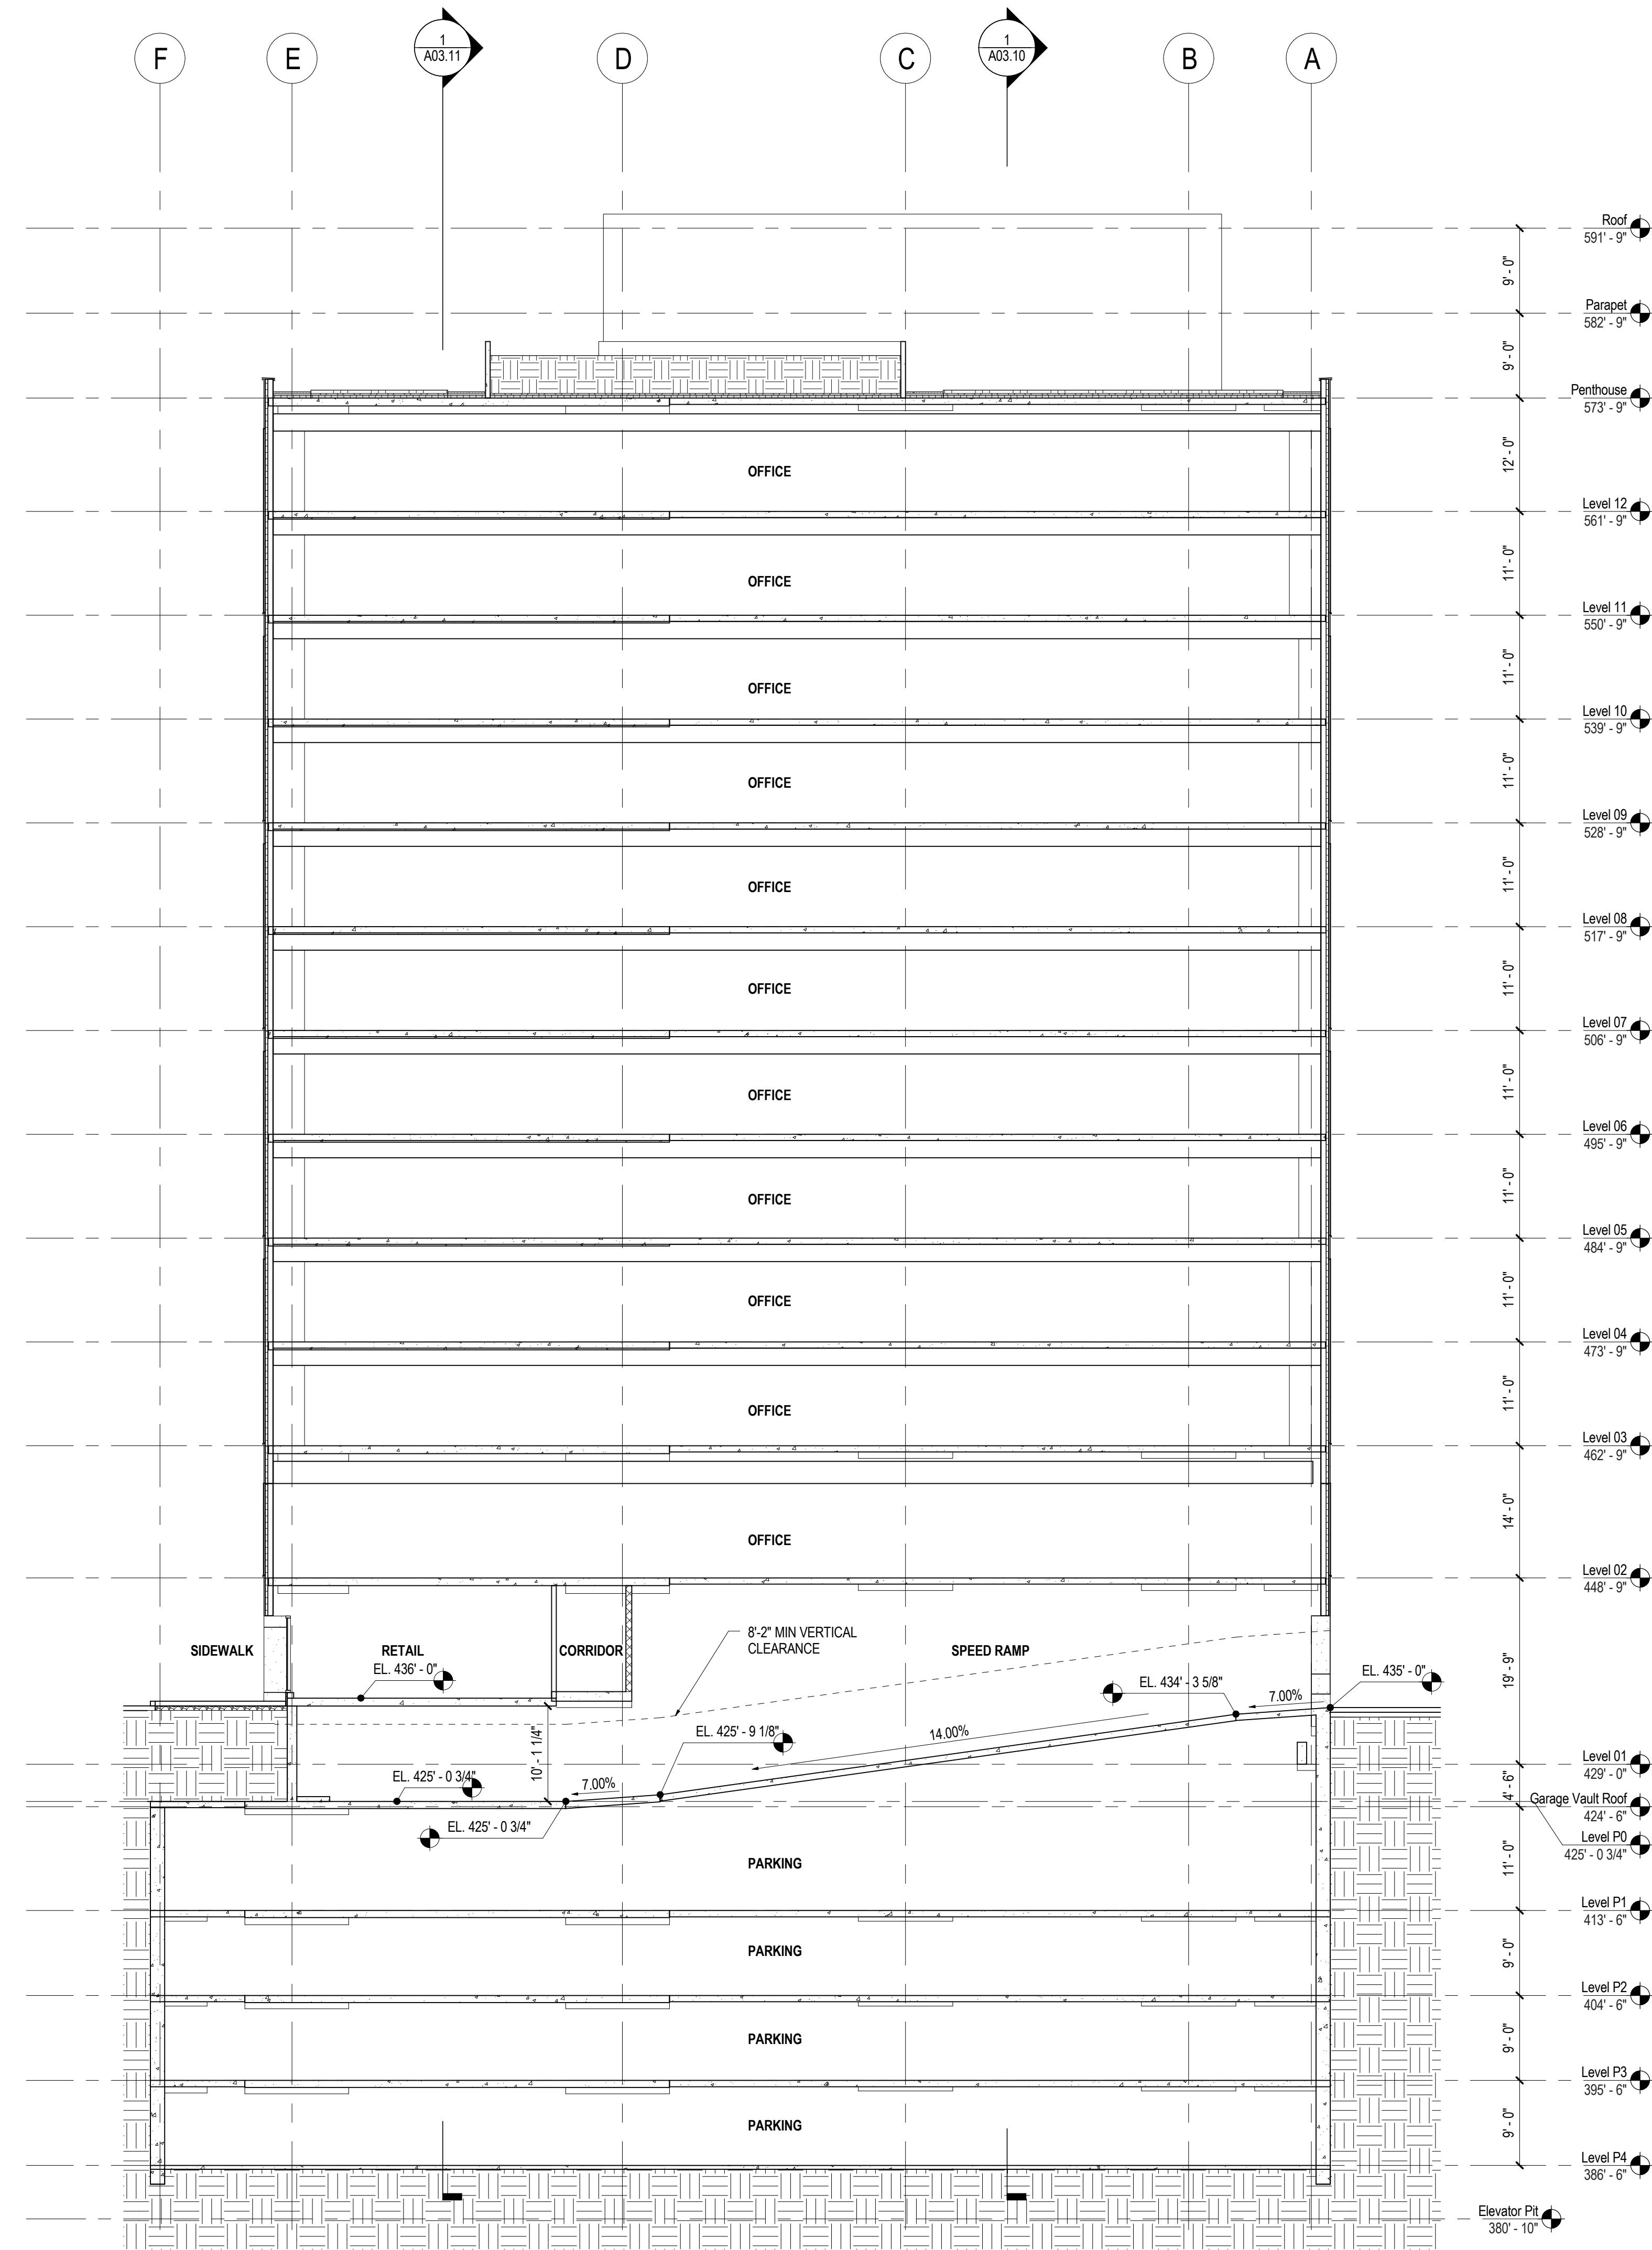 F
E
1
A03.11
D
C
1
A03.10
B
A
Roof
591' - 9"
9' - 0"
Parapet
582' - 9"
9' - 0"
Penthouse
573' - 9"
12' - 0"
OFFICE
Level 12
561' - 9"
11' - 0"
OFFICE
Level 11
550' - 9"
11' - 0"
OFFICE
Level 10
539' - 9"
11' - 0"
OFFICE
Level 09
528' - 9"
11' - 0"
OFFICE
Level 08
517' - 9"
11' - 0"
OFFICE
Level 07
506' - 9"
11' - 0"
OFFICE
Level 06
495' - 9"
11' - 0"
OFFICE
Level 05
484' - 9"
11' - 0"
OFFICE
Level 04
473' - 9"
11' - 0"
OFFICE
Level 03
462' - 9"
14' - 0"
OFFICE
Level 02
448' - 9"
19' - 9"
SIDEWALK
RETAIL
CORRIDOR
8'-2" MIN VERTICAL
CLEARANCE
SPEED RAMP
EL. 436' - 0"
EL. 434' - 3 5/8"
EL. 435' - 0"
7.00%
EL. 425' - 9 1/8"
14.00%
10' - 1 1/4"
EL. 425' - 0 3/4"
7.00%
EL. 425' - 0 3/4"
Level 01
429' - 0"
4' - 6"
Garage Vault Roof
424' - 6"
Level P0
425' - 0 3/4"
11' - 0"
PARKING
Level P1
413' - 6"
9' - 0"
PARKING
Level P2
404' - 6"
9' - 0"
PARKING
Level P3
395' - 6"
9' - 0"
PARKING
Level P4
386' - 6"
Elevator Pit
380' - 10"